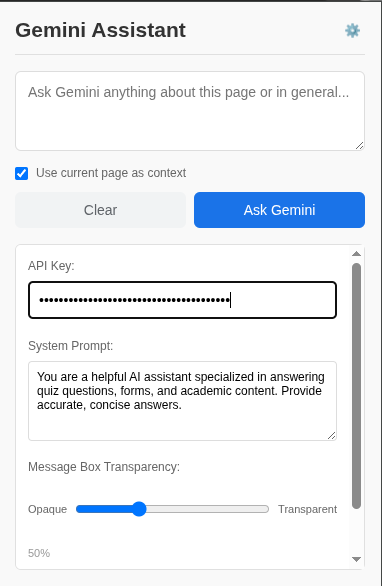 Gemini Assistant
Ask Gemini anything about this page or in general...
Use current page as context
Clear
Ask Gemini
API Key:
•••••••••••••••••••••••••••••••••••••••
System Prompt:
You are a helpful AI assistant specialized in answering
quiz questions, forms, and academic content. Provide
accurate, concise answers.
Message Box Transparency:
Opaque
Transparent
50%